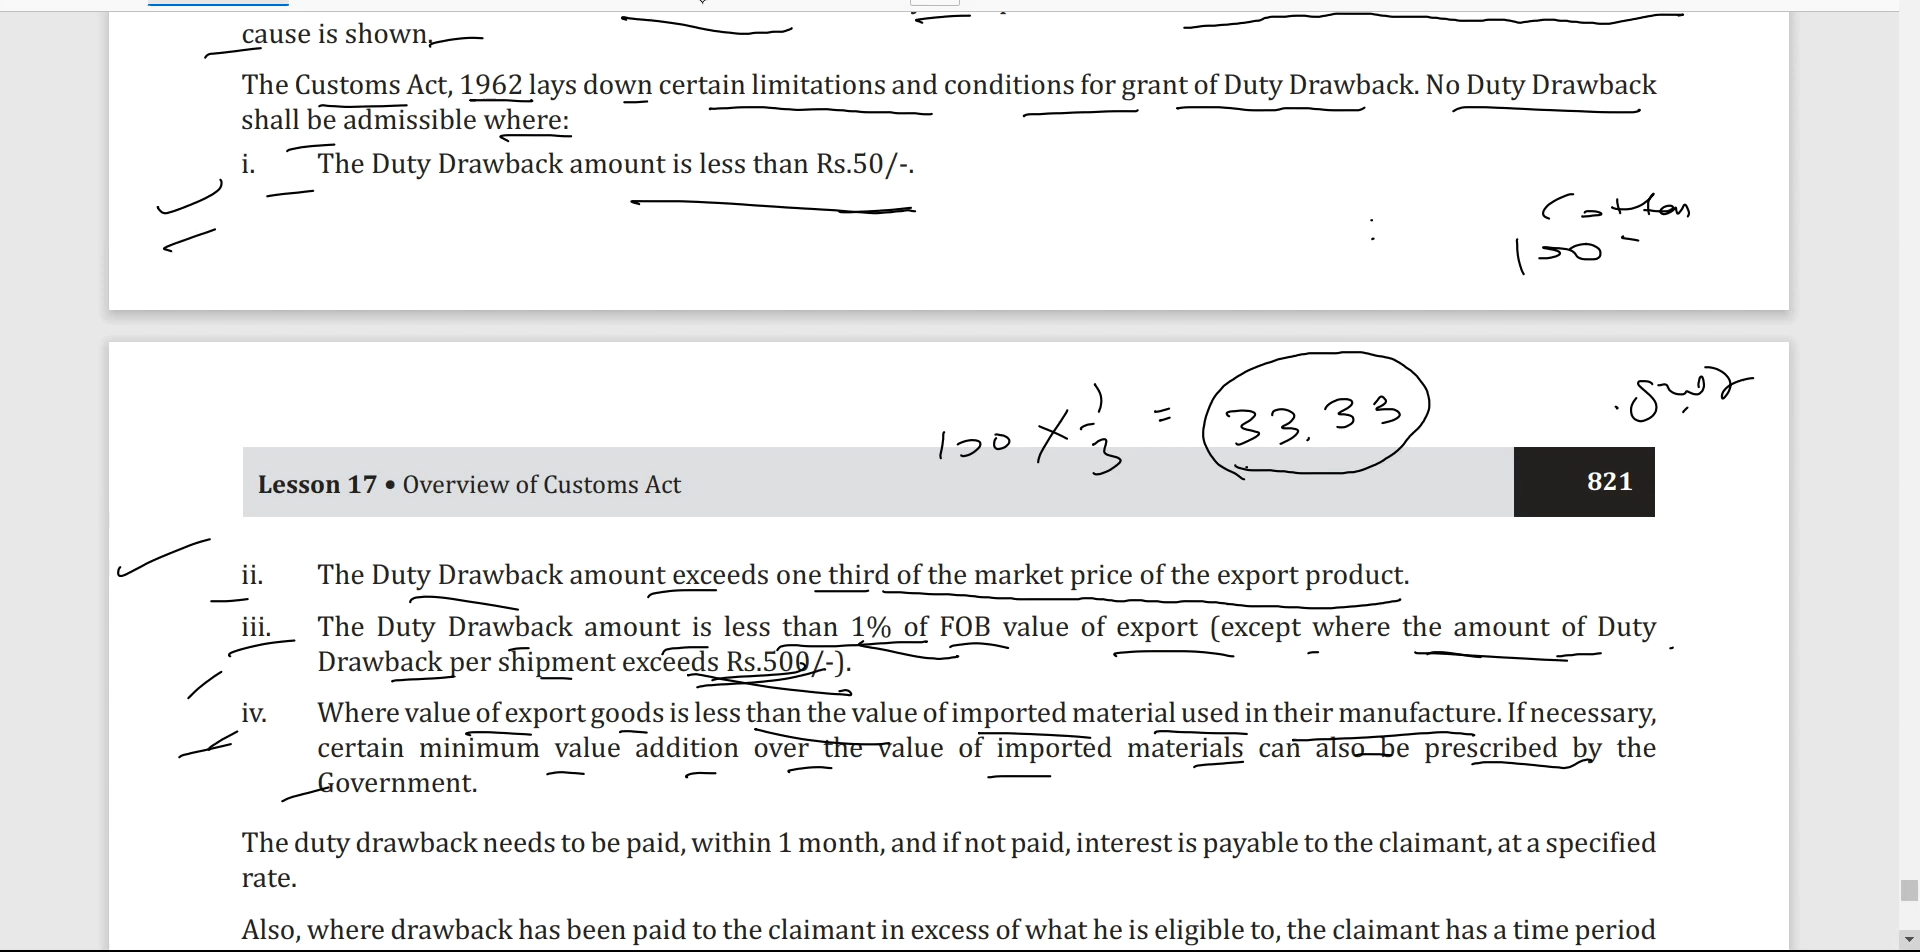 cause is shown.
The Customs Act, 1962 lays down certain limitations and conditions for grant of Duty Drawback. No Duty Drawback
shall be admissible where:
i. The Duty Drawback amount is less than Rs.50/-.
Cotton
100
100 × 1/3 = 33.33
Lesson 17 • Overview of Customs Act 821
ii. The Duty Drawback amount exceeds one third of the market price of the export product.
iii. The Duty Drawback amount is less than 1% of FOB value of export (except where the amount of Duty
Drawback per shipment exceeds Rs.500/-).
iv. Where value of export goods is less than the value of imported material used in their manufacture. If necessary,
certain minimum value addition over the value of imported materials can also be prescribed by the
Government.
The duty drawback needs to be paid, within 1 month, and if not paid, interest is payable to the claimant, at a specified
rate.
Also, where drawback has been paid to the claimant in excess of what he is eligible to, the claimant has a time period